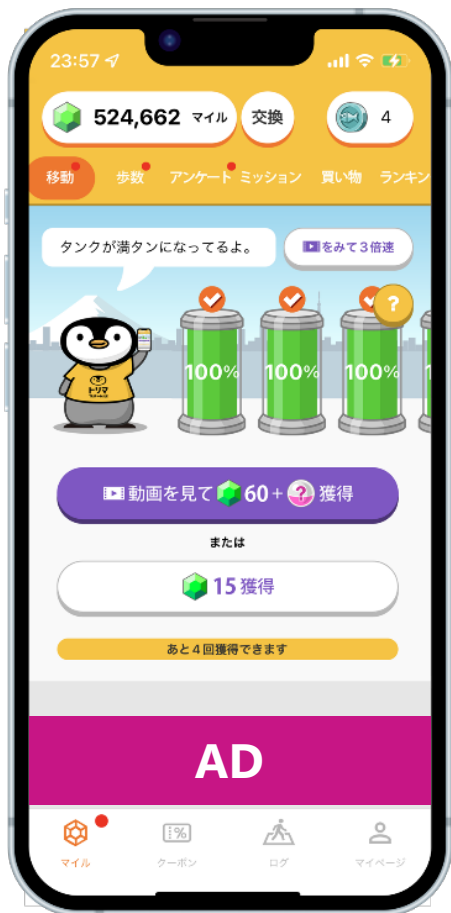 23:57
524,662 マイル
交換
4
移動
歩数
アンケート
ミッション
買い物
ランキン
タンクが満タンになってるよ。
をみて3倍速
?
100%
100%
100%
1
トリマ
動画を見て 60 + ? 獲得
または
15 獲得
あと4回獲得できます
AD
マイル
クーポン
ログ
マイページ